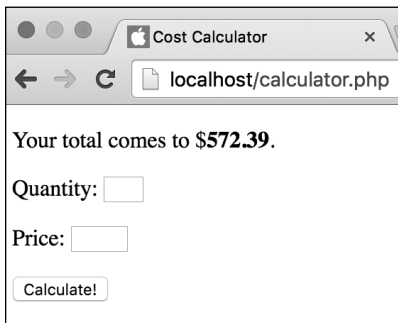 Cost Calculator
localhost/calculator.php
Your total comes to $572.39.
Quantity:
Price:
Calculate!